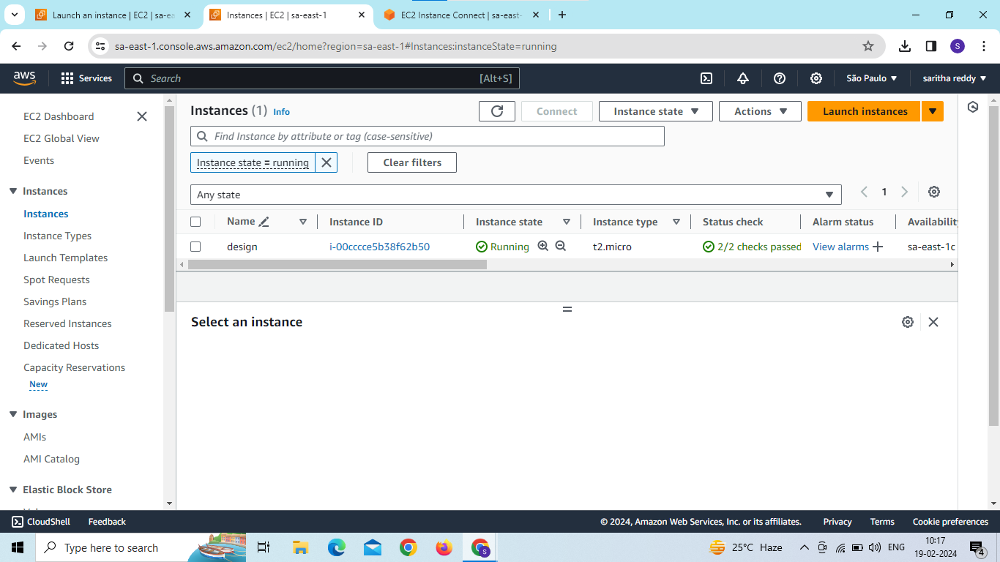 Launch an instance | EC2 | sa-ea
Instances | EC2 | sa-east-1
EC2 Instance Connect | sa-east-
sa-east-1.console.aws.amazon.com/ec2/home?region=sa-east-1#Instances:instanceState=running
S
aws
Services
Search
[Alt+S]
São Paulo
saritha reddy
EC2 Dashboard
EC2 Global View
Events
Instances
Instances
Instance Types
Launch Templates
Spot Requests
Savings Plans
Reserved Instances
Dedicated Hosts
Capacity Reservations
New
Images
AMIs
AMI Catalog
Elastic Block Store
Instances (1) Info
Connect
Instance state
Actions
Launch instances
Find Instance by attribute or tag (case-sensitive)
Instance state = running
Clear filters
Any state
1
Name
Instance ID
Instance state
Instance type
Status check
Alarm status
Availability
design
i-00cccce5b38f62b50
Running
t2.micro
2/2 checks passed
View alarms
sa-east-1c
Select an instance
CloudShell
Feedback
© 2024, Amazon Web Services, Inc. or its affiliates.
Privacy
Terms
Cookie preferences
Type here to search
S
25°C Haze
ENG
10:17
19-02-2024
4